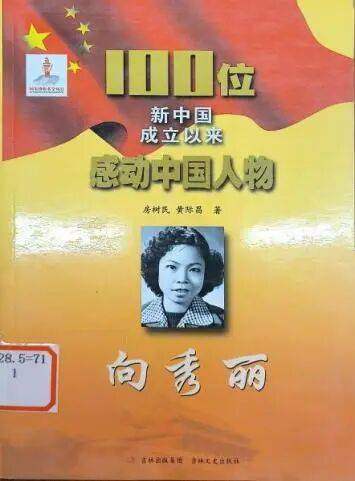 100位
新中国
成立以来
感动中国人物
房树民 黄际昌 著
28.5=71
1
向秀丽
吉林出版集团 吉林文史出版社